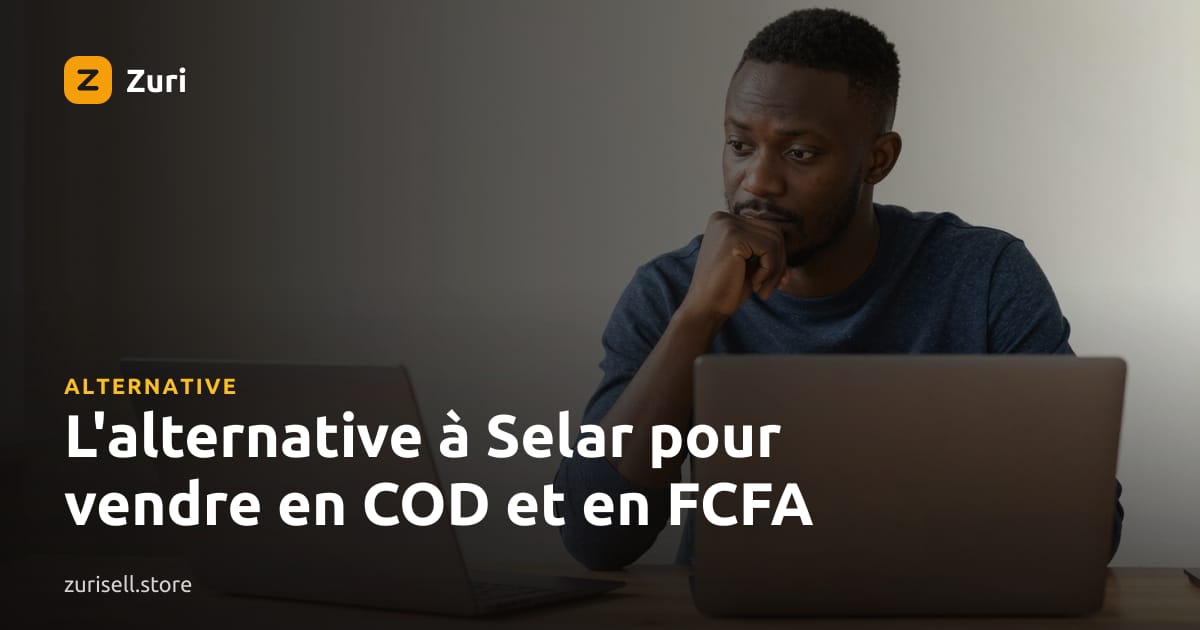 Z Zuri
ALTERNATIVE
L'alternative à Selar pour
vendre en COD et en FCFA
zurisell.store